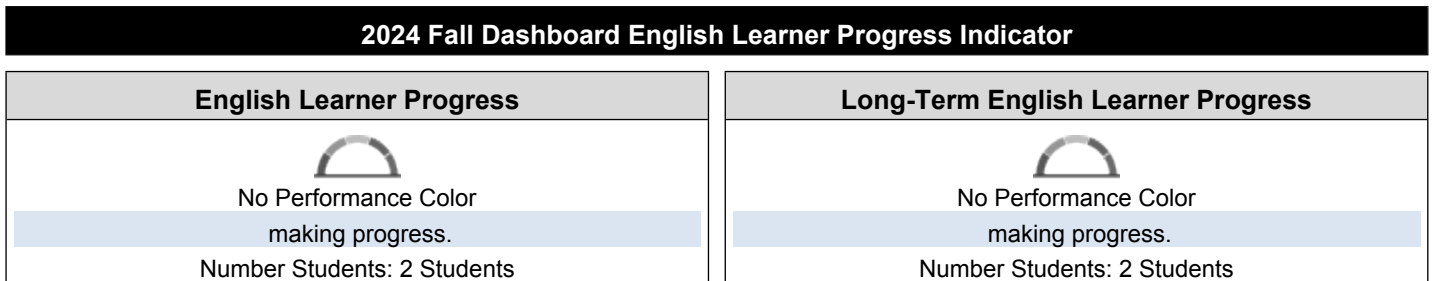 2024 Fall Dashboard English Learner Progress Indicator
English Learner Progress
No Performance Color
making progress.
Number Students: 2 Students
Long-Term English Learner Progress
No Performance Color
making progress.
Number Students: 2 Students